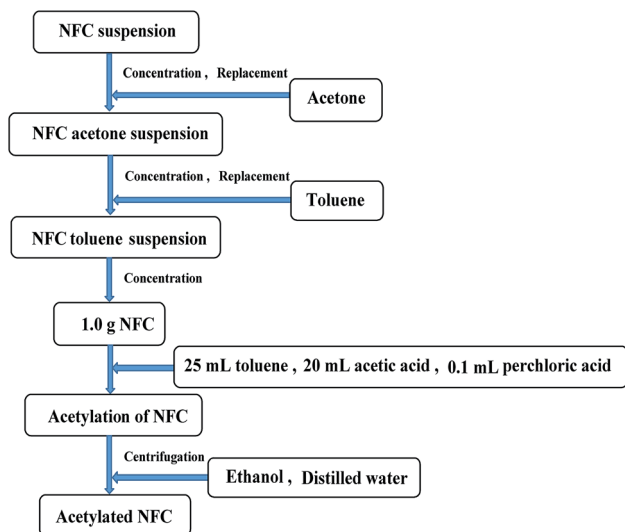 NFC suspension
Concentration , Replacement
Acetone
NFC acetone suspension
Concentration , Replacement
Toluene
NFC toluene suspension
Concentration
1.0 g NFC
25 mL toluene , 20 mL acetic acid , 0.1 mL perchloric acid
Acetylation of NFC
Centrifugation
Ethanol , Distilled water
Acetylated NFC